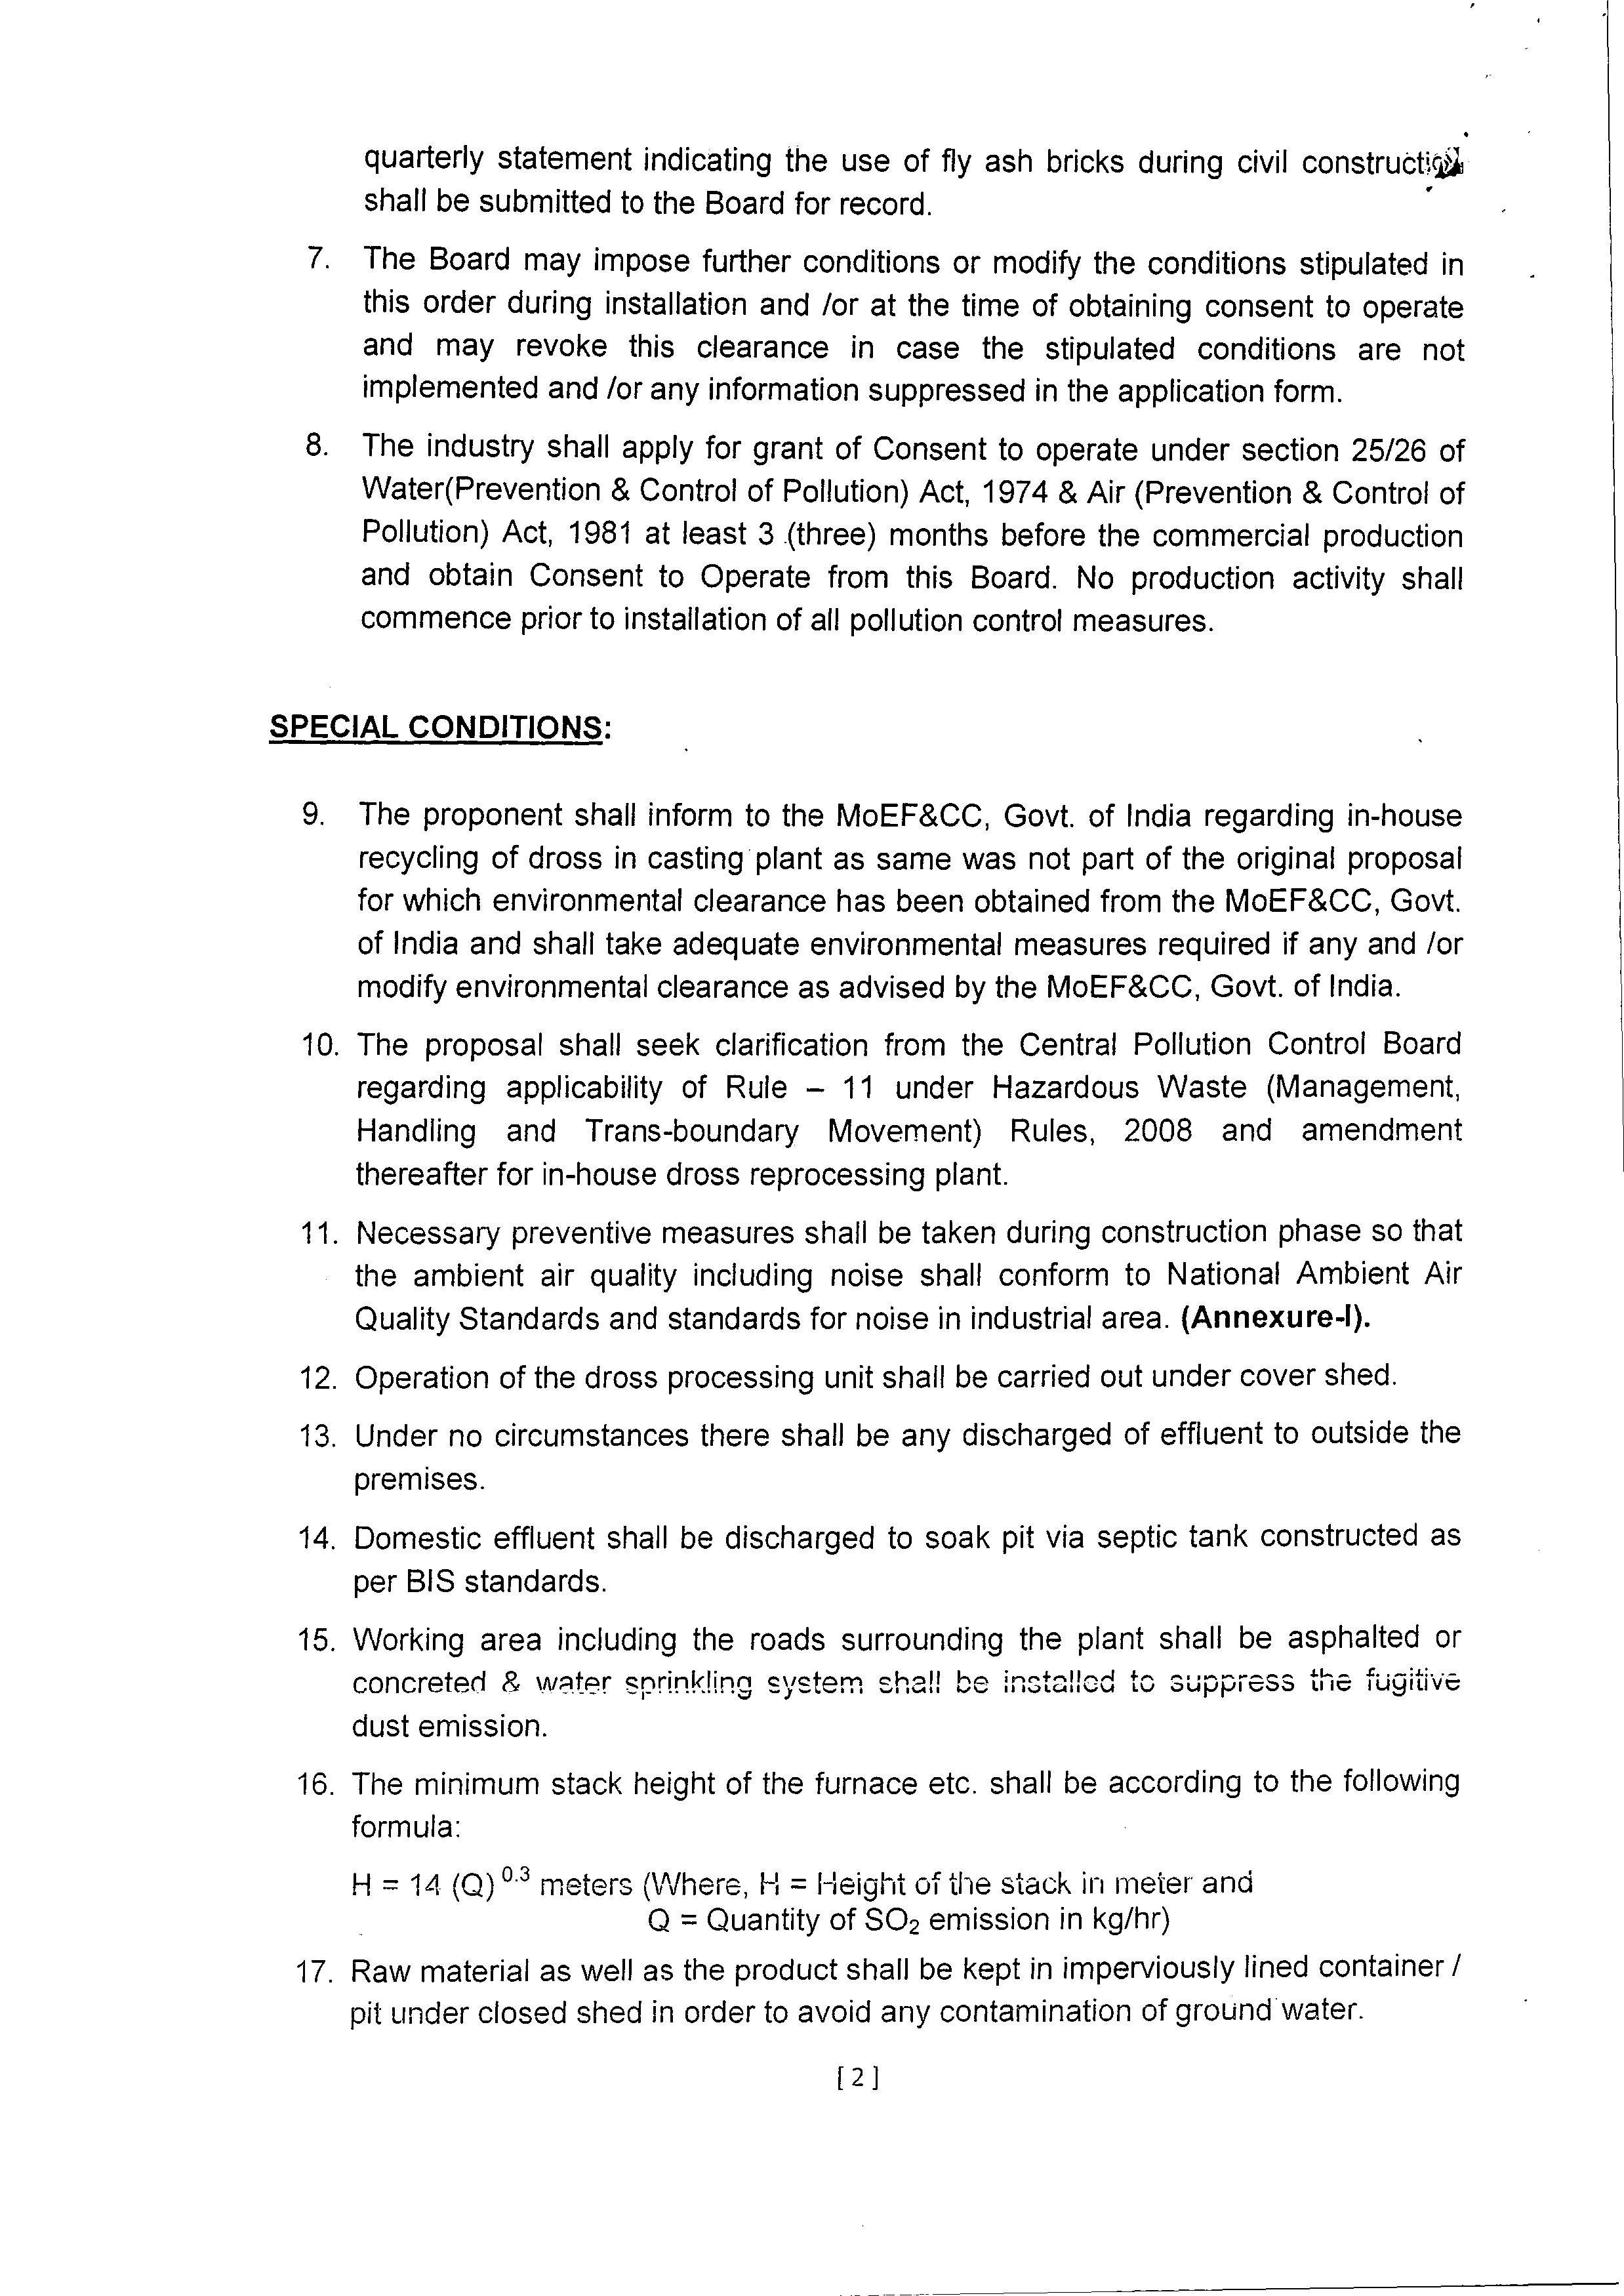 quarterly statement indicating the use of fly ash bricks during civil construction
shall be submitted to the Board for record.
7. The Board may impose further conditions or modify the conditions stipulated in
this order during installation and /or at the time of obtaining consent to operate
and may revoke this clearance in case the stipulated conditions are not
implemented and /or any information suppressed in the application form.
8. The industry shall apply for grant of Consent to operate under section 25/26 of
Water(Prevention & Control of Pollution) Act, 1974 & Air (Prevention & Control of
Pollution) Act, 1981 at least 3 (three) months before the commercial production
and obtain Consent to Operate from this Board. No production activity shall
commence prior to installation of all pollution control measures.
SPECIAL CONDITIONS:
9. The proponent shall inform to the MoEF&CC, Govt. of India regarding in-house
recycling of dross in casting plant as same was not part of the original proposal
for which environmental clearance has been obtained from the MoEF&CC, Govt.
of India and shall take adequate environmental measures required if any and /or
modify environmental clearance as advised by the MoEF&CC, Govt. of India.
10. The proposal shall seek clarification from the Central Pollution Control Board
regarding applicability of Rule – 11 under Hazardous Waste (Management,
Handling and Trans-boundary Movement) Rules, 2008 and amendment
thereafter for in-house dross reprocessing plant.
11. Necessary preventive measures shall be taken during construction phase so that
the ambient air quality including noise shall conform to National Ambient Air
Quality Standards and standards for noise in industrial area. (Annexure-I).
12. Operation of the dross processing unit shall be carried out under cover shed.
13. Under no circumstances there shall be any discharged of effluent to outside the
premises.
14. Domestic effluent shall be discharged to soak pit via septic tank constructed as
per BIS standards.
15. Working area including the roads surrounding the plant shall be asphalted or
concreted & water sprinkling system shall be installed to suppress the fugitive
dust emission.
16. The minimum stack height of the furnace etc. shall be according to the following
formula:
H = 14 (Q) 0.3 meters (Where, H = Height of the stack in meter and
Q = Quantity of SO2 emission in kg/hr)
17. Raw material as well as the product shall be kept in imperviously lined container /
pit under closed shed in order to avoid any contamination of ground water.
[ 2 ]